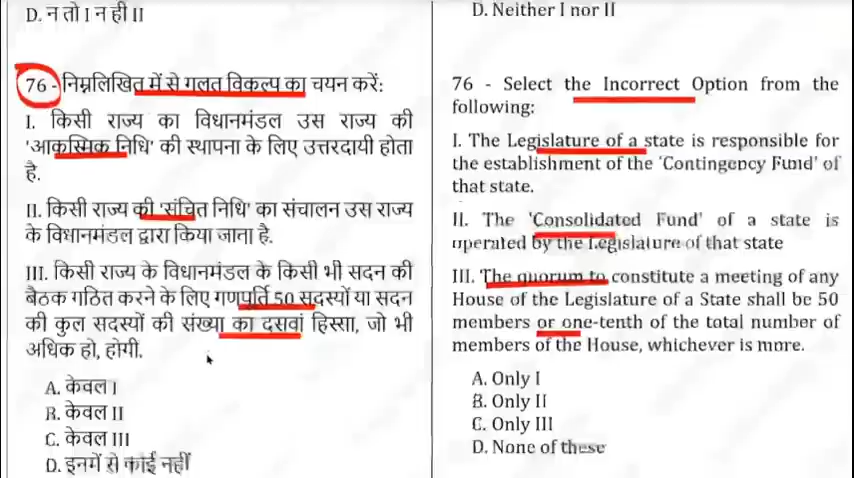 D. न तो I न ही II
76 - निम्नलिखित में से गलत विकल्प का चयन करें:
I. किसी राज्य का विधानमंडल उस राज्य की
'आकस्मिक निधि' की स्थापना के लिए उत्तरदायी होता
है.
II. किसी राज्य की 'संचित निधि' का संचालन उस राज्य
के विधानमंडल द्वारा किया जाता है.
III. किसी राज्य के विधानमंडल के किसी भी सदन की
बैठक गठित करने के लिए गणपूर्ति 50 सदस्यों या सदन
की कुल सदस्यों की संख्या का दसवां हिस्सा, जो भी
अधिक हो, होगी.
A. केवल I
B. केवल II
C. केवल III
D. इनमें से कोई नहीं
D. Neither I nor II
76 - Select the Incorrect Option from the
following:
I. The Legislature of a state is responsible for
the establishment of the 'Contingency Fund' of
that state.
II. The 'Consolidated Fund' of a state is
operated by the Legislature of that state
III. The quorum to constitute a meeting of any
House of the Legislature of a State shall be 50
members or one-tenth of the total number of
members of the House, whichever is more.
A. Only I
B. Only II
C. Only III
D. None of these